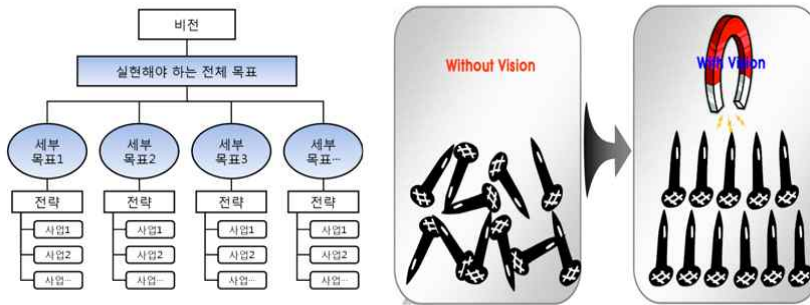 비전
실현해야 하는 전체 목표
세부
목표1
세부
목표2
세부
목표3
세부
목표…
전략
전략
전략
전략
사업1
사업1
사업1
사업1
사업2
사업2
사업2
사업2
사업…
사업…
사업…
사업…
Without Vision
With Vision